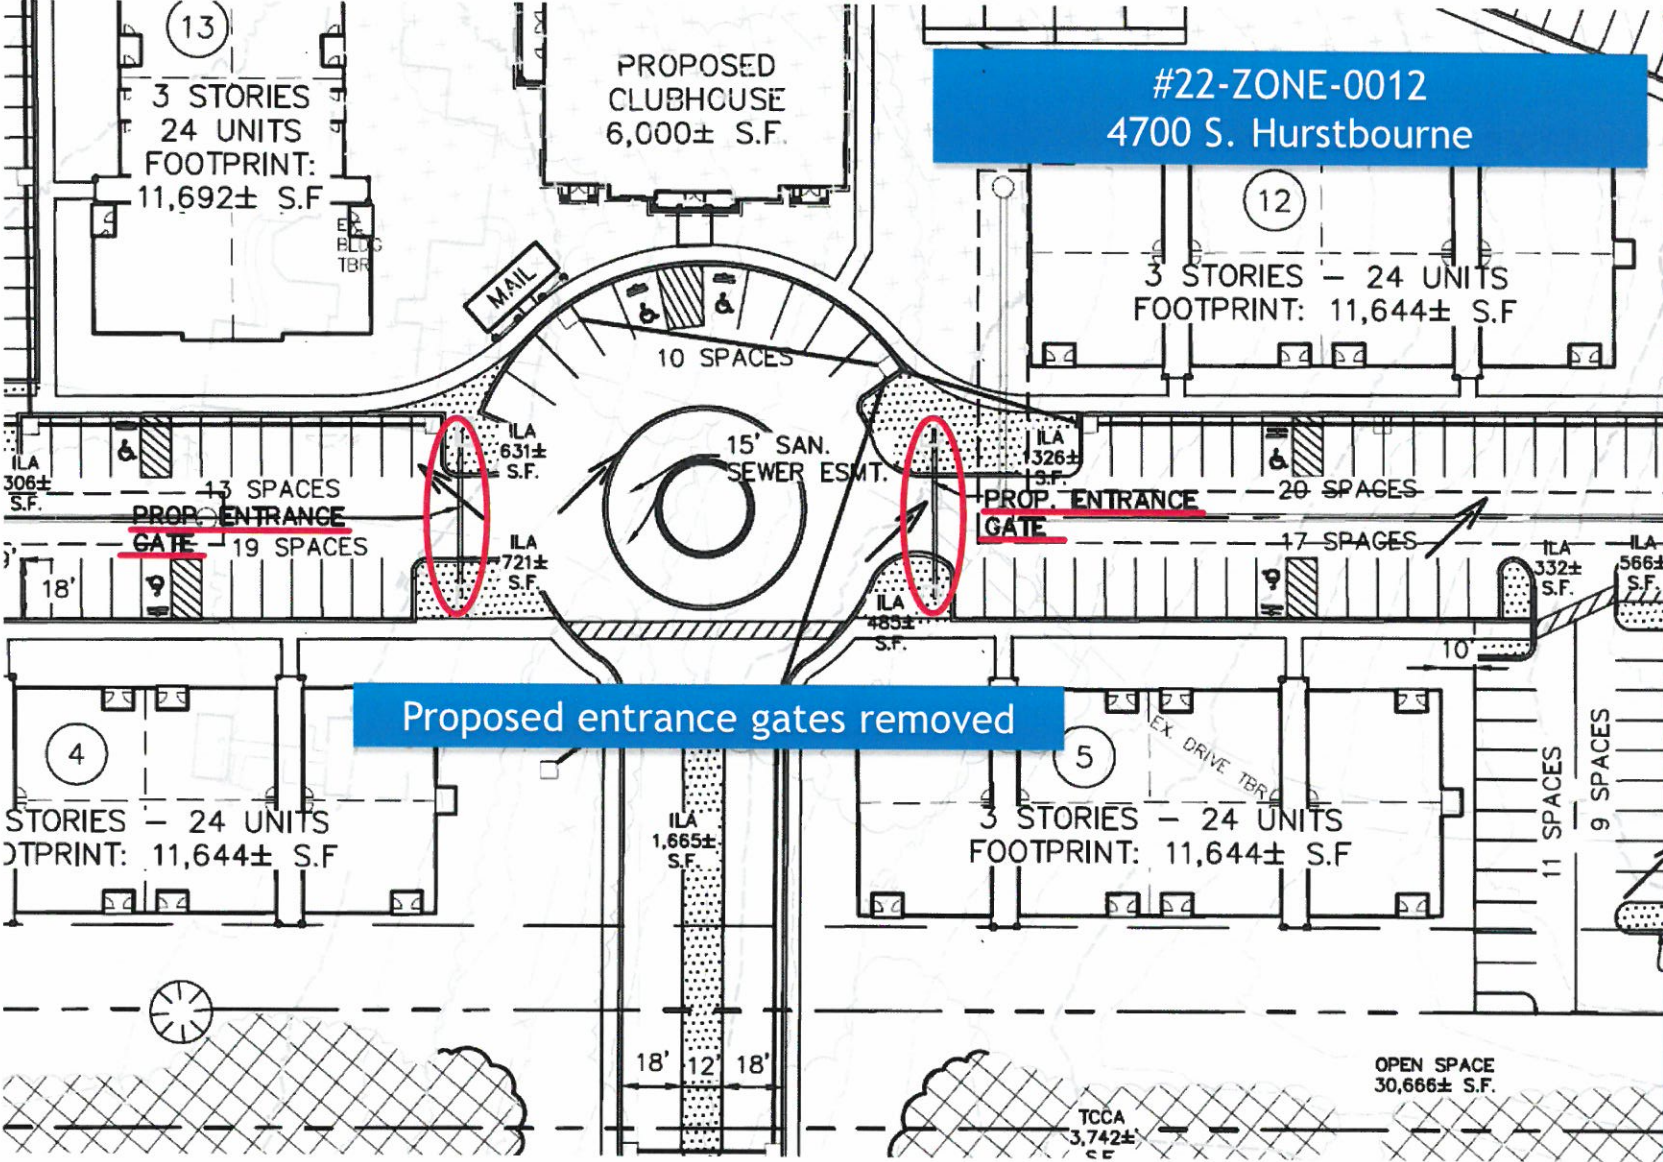 13
3 STORIES
24 UNITS
FOOTPRINT:
11,692± S.F
EX
BLDG
TBR
PROPOSED
CLUBHOUSE
6,000± S.F.
#22-ZONE-0012
4700 S. Hurstbourne
12
3 STORIES – 24 UNITS
FOOTPRINT: 11,644± S.F
MAIL
10 SPACES
ILA
306±
S.F.
13 SPACES
PROP. ENTRANCE
GATE
19 SPACES
9'
18'
ILA
631±
S.F.
ILA
721±
S.F.
15' SAN.
SEWER ESMT.
ILA
1326±
S.F.
PROP. ENTRANCE
GATE
ILA
485±
S.F.
20 SPACES
17 SPACES
ILA
332±
S.F.
ILA
566±
S.F.
10'
Proposed entrance gates removed
4
STORIES – 24 UNITS
OTPRINT: 11,644± S.F
ILA
1,665±
S.F.
5
EX. DRIVE TBR
3 STORIES – 24 UNITS
FOOTPRINT: 11,644± S.F
11 SPACES
9 SPACES
18'
12'
18'
OPEN SPACE
30,666± S.F.
TCCA
3,742±
S.F.